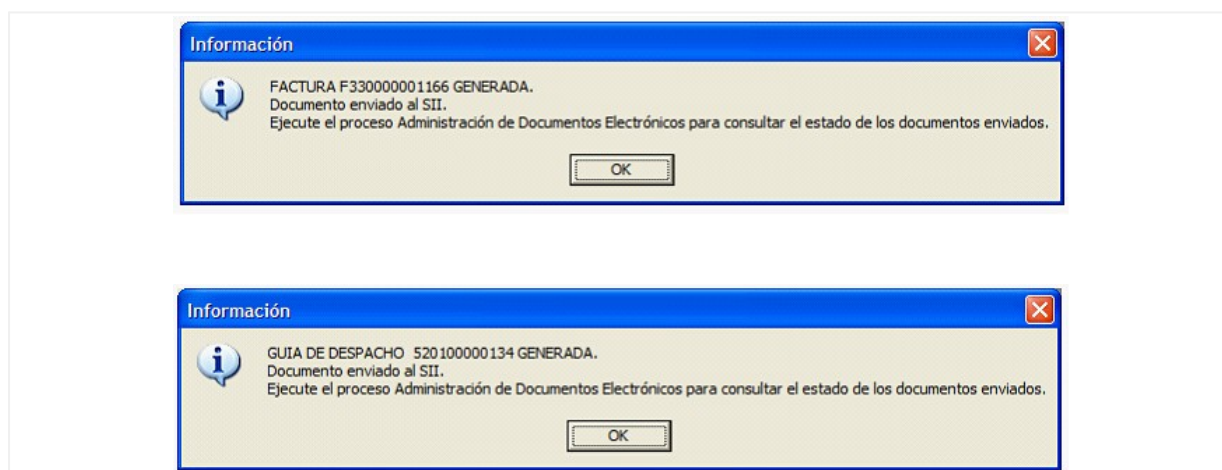 Información
FACTURA F330000001166 GENERADA.
Documento enviado al SII.
Ejecute el proceso Administración de Documentos Electrónicos para consultar el estado de los documentos enviados.
OK
Información
GUIA DE DESPACHO  520100000134 GENERADA.
Documento enviado al SII.
Ejecute el proceso Administración de Documentos Electrónicos para consultar el estado de los documentos enviados.
OK